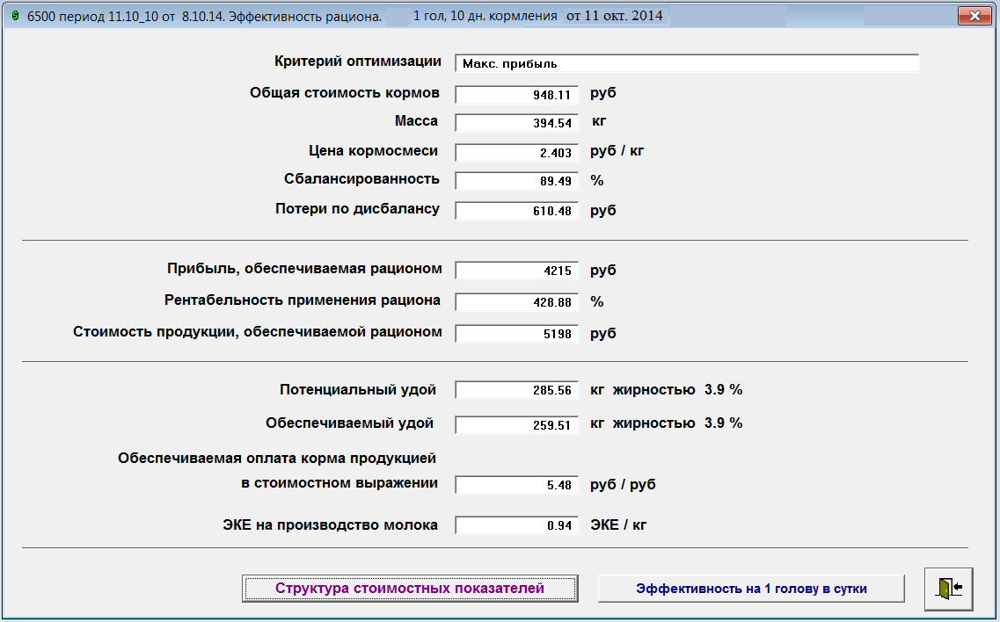 6500 период 11.10_10 от 8.10.14. Эффективность рациона. 1 гол, 10 дн. кормления от 11 окт. 2014
Критерий оптимизации Макс. прибыль
Общая стоимость кормов 948.11 руб
Масса 394.54 кг
Цена кормосмеси 2.403 руб / кг
Сбалансированность 89.49 %
Потери по дисбалансу 610.48 руб
Прибыль, обеспечиваемая рационом 4215 руб
Рентабельность применения рациона 428.88 %
Стоимость продукции, обеспечиваемой рационом 5198 руб
Потенциальный удой 285.56 кг жирностью 3.9 %
Обеспечиваемый удой 259.51 кг жирностью 3.9 %
Обеспечиваемая оплата корма продукцией
в стоимостном выражении 5.48 руб / руб
ЭКЕ на производство молока 0.94 ЭКЕ / кг
Структура стоимостных показателей Эффективность на 1 голову в сутки